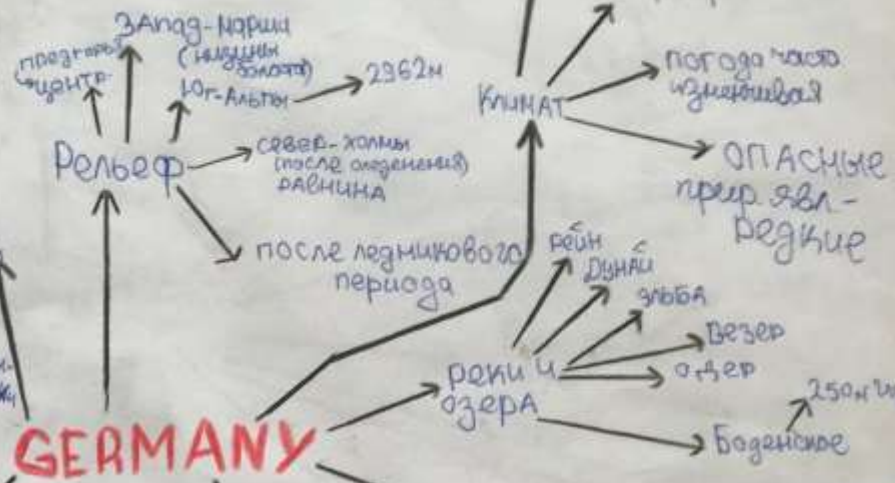 Запад-марши
(низины
болота)
предгорья
центр-
Юг-Альпы
2962м
Рельеф
север-холмы
(после оледенения)
РАВНИНА
после ледникового
периода
Климат
погода часто
изменчивая
ОПАСНЫЕ
прир. явл-
редкие
реки и
озера
рейн
дунай
эльба
Везер
одер
Боденское
250м
GERMANY